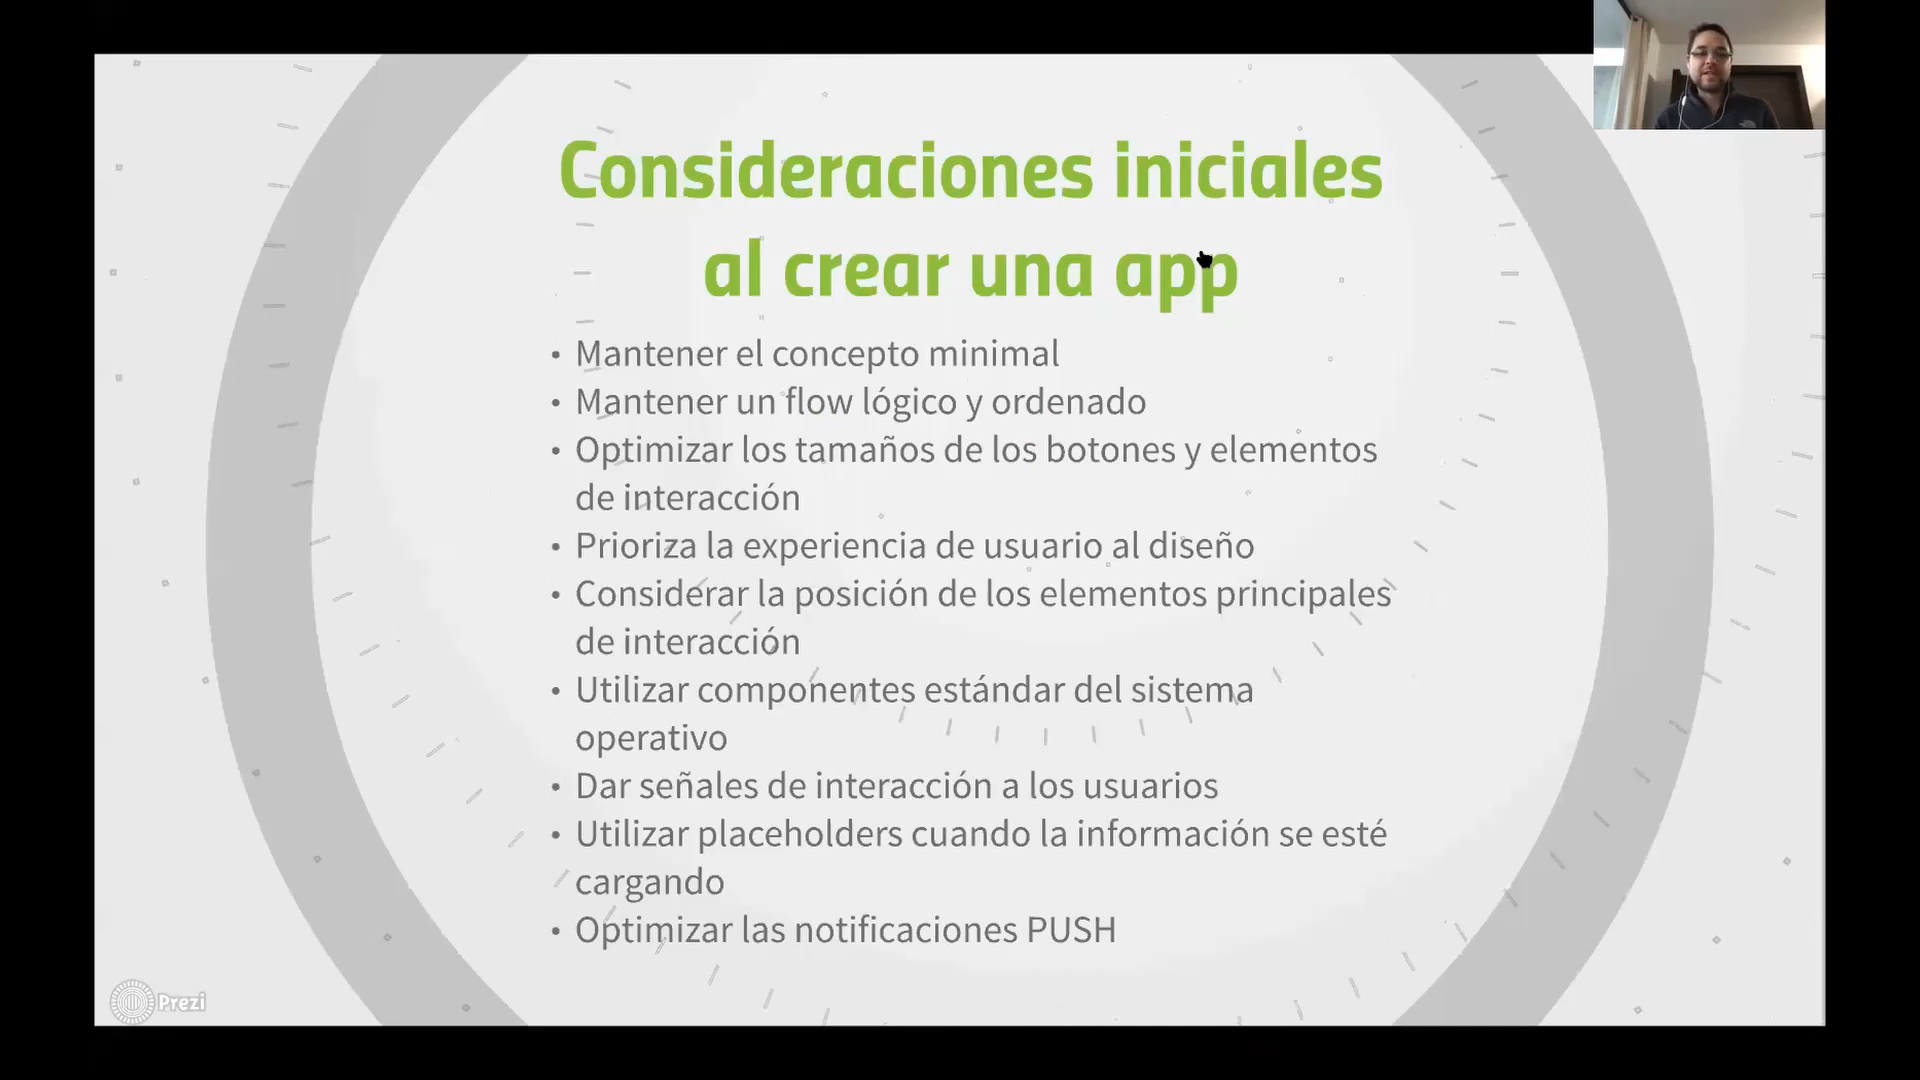 Consideraciones iniciales
al crear una app
• Mantener el concepto minimal
• Mantener un flow lógico y ordenado
• Optimizar los tamaños de los botones y elementos
de interacción
• Prioriza la experiencia de usuario al diseño
• Considerar la posición de los elementos principales
de interacción
• Utilizar componentes estándar del sistema
operativo
• Dar señales de interacción a los usuarios
• Utilizar placeholders cuando la información se esté
cargando
• Optimizar las notificaciones PUSH
Prezi